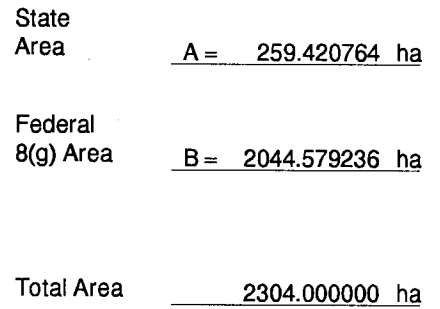 State
Area A = 259.420764 ha
Federal
8(g) Area B = 2044.579236 ha
Total Area 2304.000000 ha